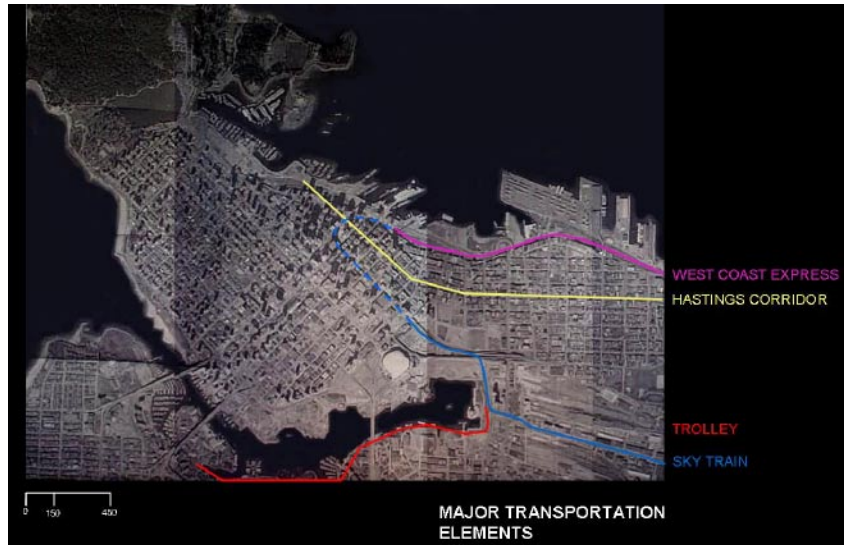 WEST COAST EXPRESS
HASTINGS CORRIDOR
TROLLEY
SKY TRAIN
0 150 450
MAJOR TRANSPORTATION
ELEMENTS